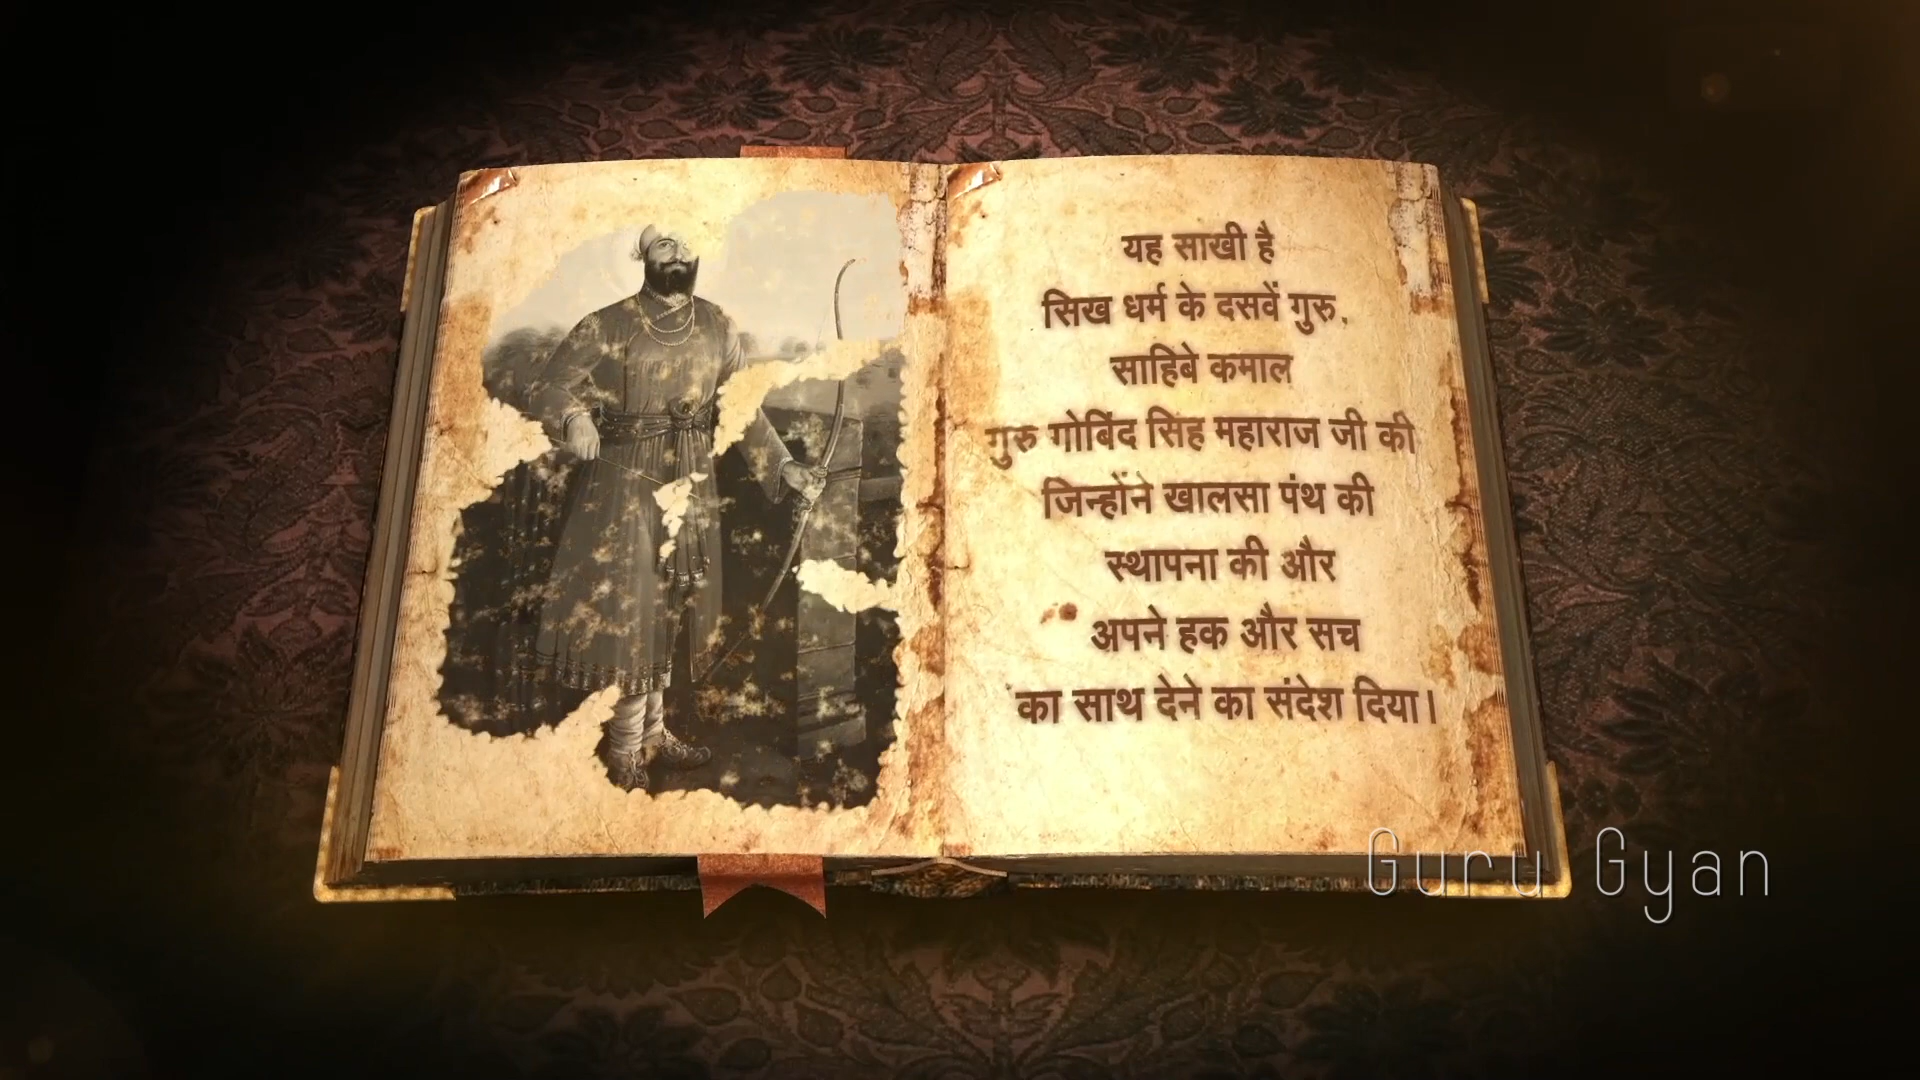 यह साखी है
सिख धर्म के दसवें गुरु,
साहिबे कमाल
गुरु गोबिंद सिंह महाराज जी की
जिन्होंने खालसा पंथ की
स्थापना की और
अपने हक और सच
का साथ देने का संदेश दिया।
Guru Gyan